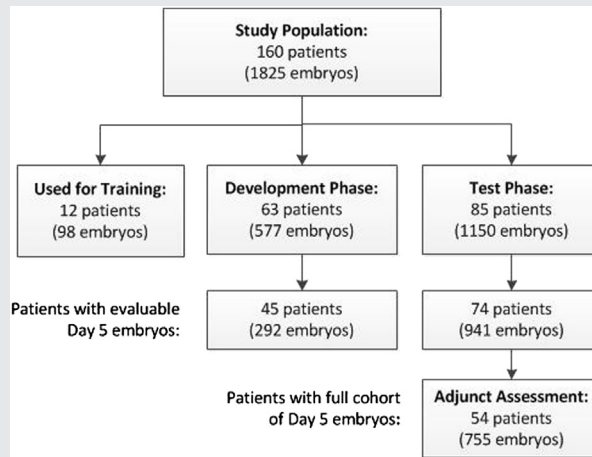 Study Population:
160 patients
(1825 embryos)
Used for Training:
12 patients
(98 embryos)
Development Phase:
63 patients
(577 embryos)
Test Phase:
85 patients
(1150 embryos)
Patients with evaluable
Day 5 embryos:
45 patients
(292 embryos)
74 patients
(941 embryos)
Patients with full cohort
of Day 5 embryos:
Adjunct Assessment:
54 patients
(755 embryos)